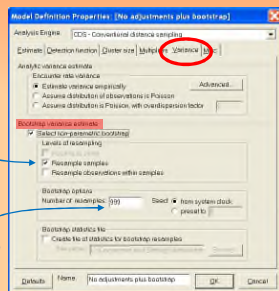 Model Definition Properties: [No adjustments plus bootstrap]
Analysis Engine: CDS - Conventional distance sampling
Estimate Detection function Cluster size Multipliers Variance Misc
Analytic variance estimate
Encounter rate variance
Estimate variance empirically
Advanced...
Assume distribution of observations is Poisson
Assume distribution is Poisson, with overdispersion factor
Bootstrap variance estimate
Select non-parametric bootstrap
Levels of resampling
Resample samples
Resample observations within samples
Bootstrap options
Number of resamples: 999 Seed from system clock
preset to
Bootstrap statistics file
Create file of statistics for bootstrap resamples
Defaults Name: No adjustments plus bootstrap OK Cancel